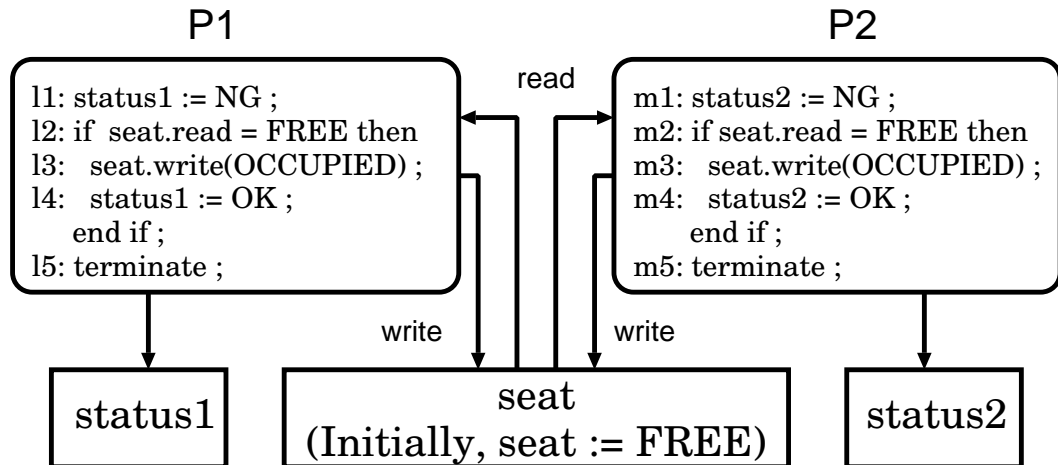 P1
P2
l1: status1 := NG ;
l2: if seat.read = FREE then
l3: seat.write(OCCUPIED) ;
l4: status1 := OK ;
end if ;
l5: terminate ;
read
m1: status2 := NG ;
m2: if seat.read = FREE then
m3: seat.write(OCCUPIED) ;
m4: status2 := OK ;
end if ;
m5: terminate ;
write
write
status1
seat
(Initially, seat := FREE)
status2